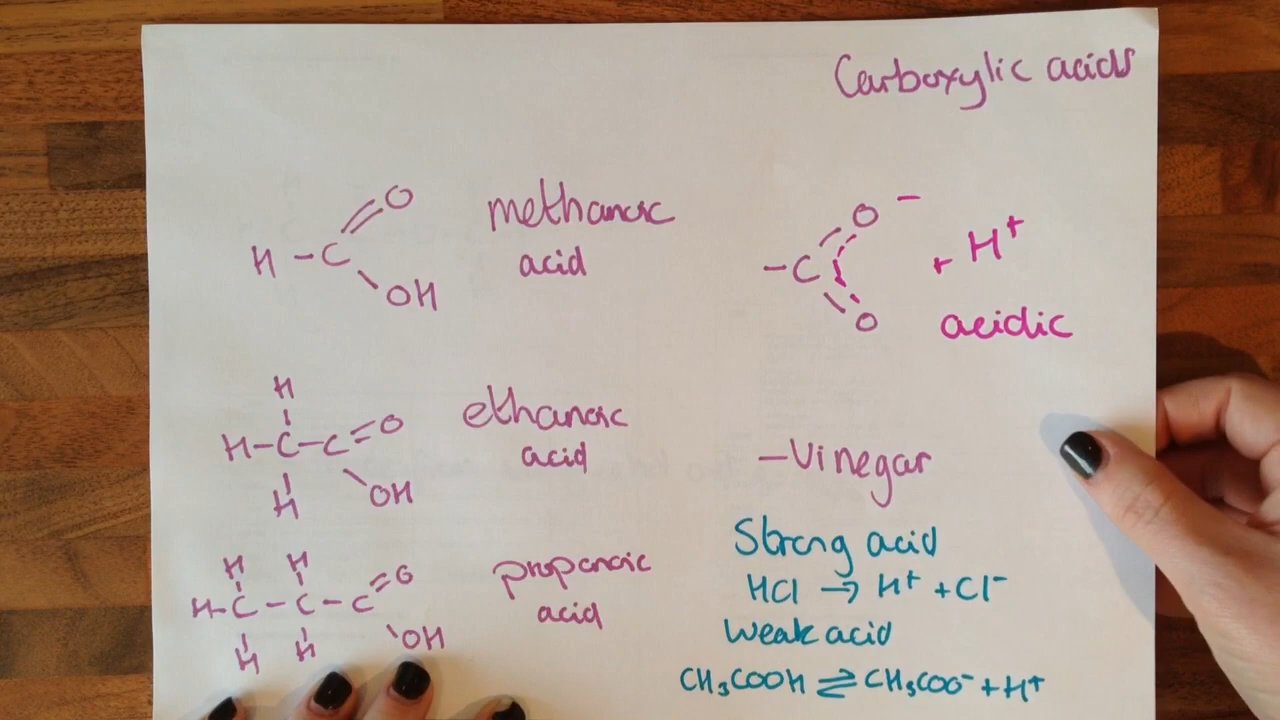 Carboxylic acids
H - C = O
OH
methanoic
acid
- C O O -
+ H+
acidic
H
H - C - C = O
H OH
ethanoic
acid
- Vinegar
H H
H - C - C - C = O
H H OH
propanoic
acid
Strong acid
HCl → H+ + Cl-
Weak acid
CH3COOH ⇌ CH3COO- + H+